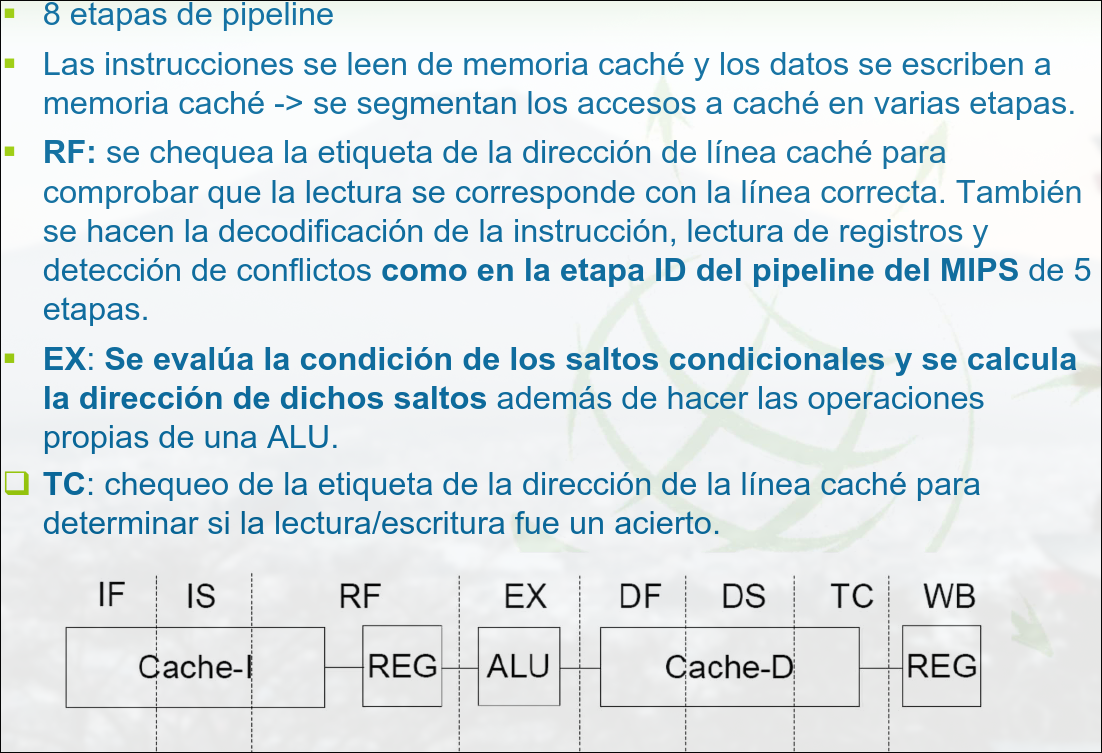 8 etapas de pipeline
Las instrucciones se leen de memoria caché y los datos se escriben a
memoria caché -> se segmentan los accesos a caché en varias etapas.
RF: se chequea la etiqueta de la dirección de línea caché para
comprobar que la lectura se corresponde con la línea correcta. También
se hacen la decodificación de la instrucción, lectura de registros y
detección de conflictos como en la etapa ID del pipeline del MIPS de 5
etapas.
EX: Se evalúa la condición de los saltos condicionales y se calcula
la dirección de dichos saltos además de hacer las operaciones
propias de una ALU.
TC: chequeo de la etiqueta de la dirección de la línea caché para
determinar si la lectura/escritura fue un acierto.
IF IS RF EX DF DS TC WB
Cache-I REG ALU Cache-D REG